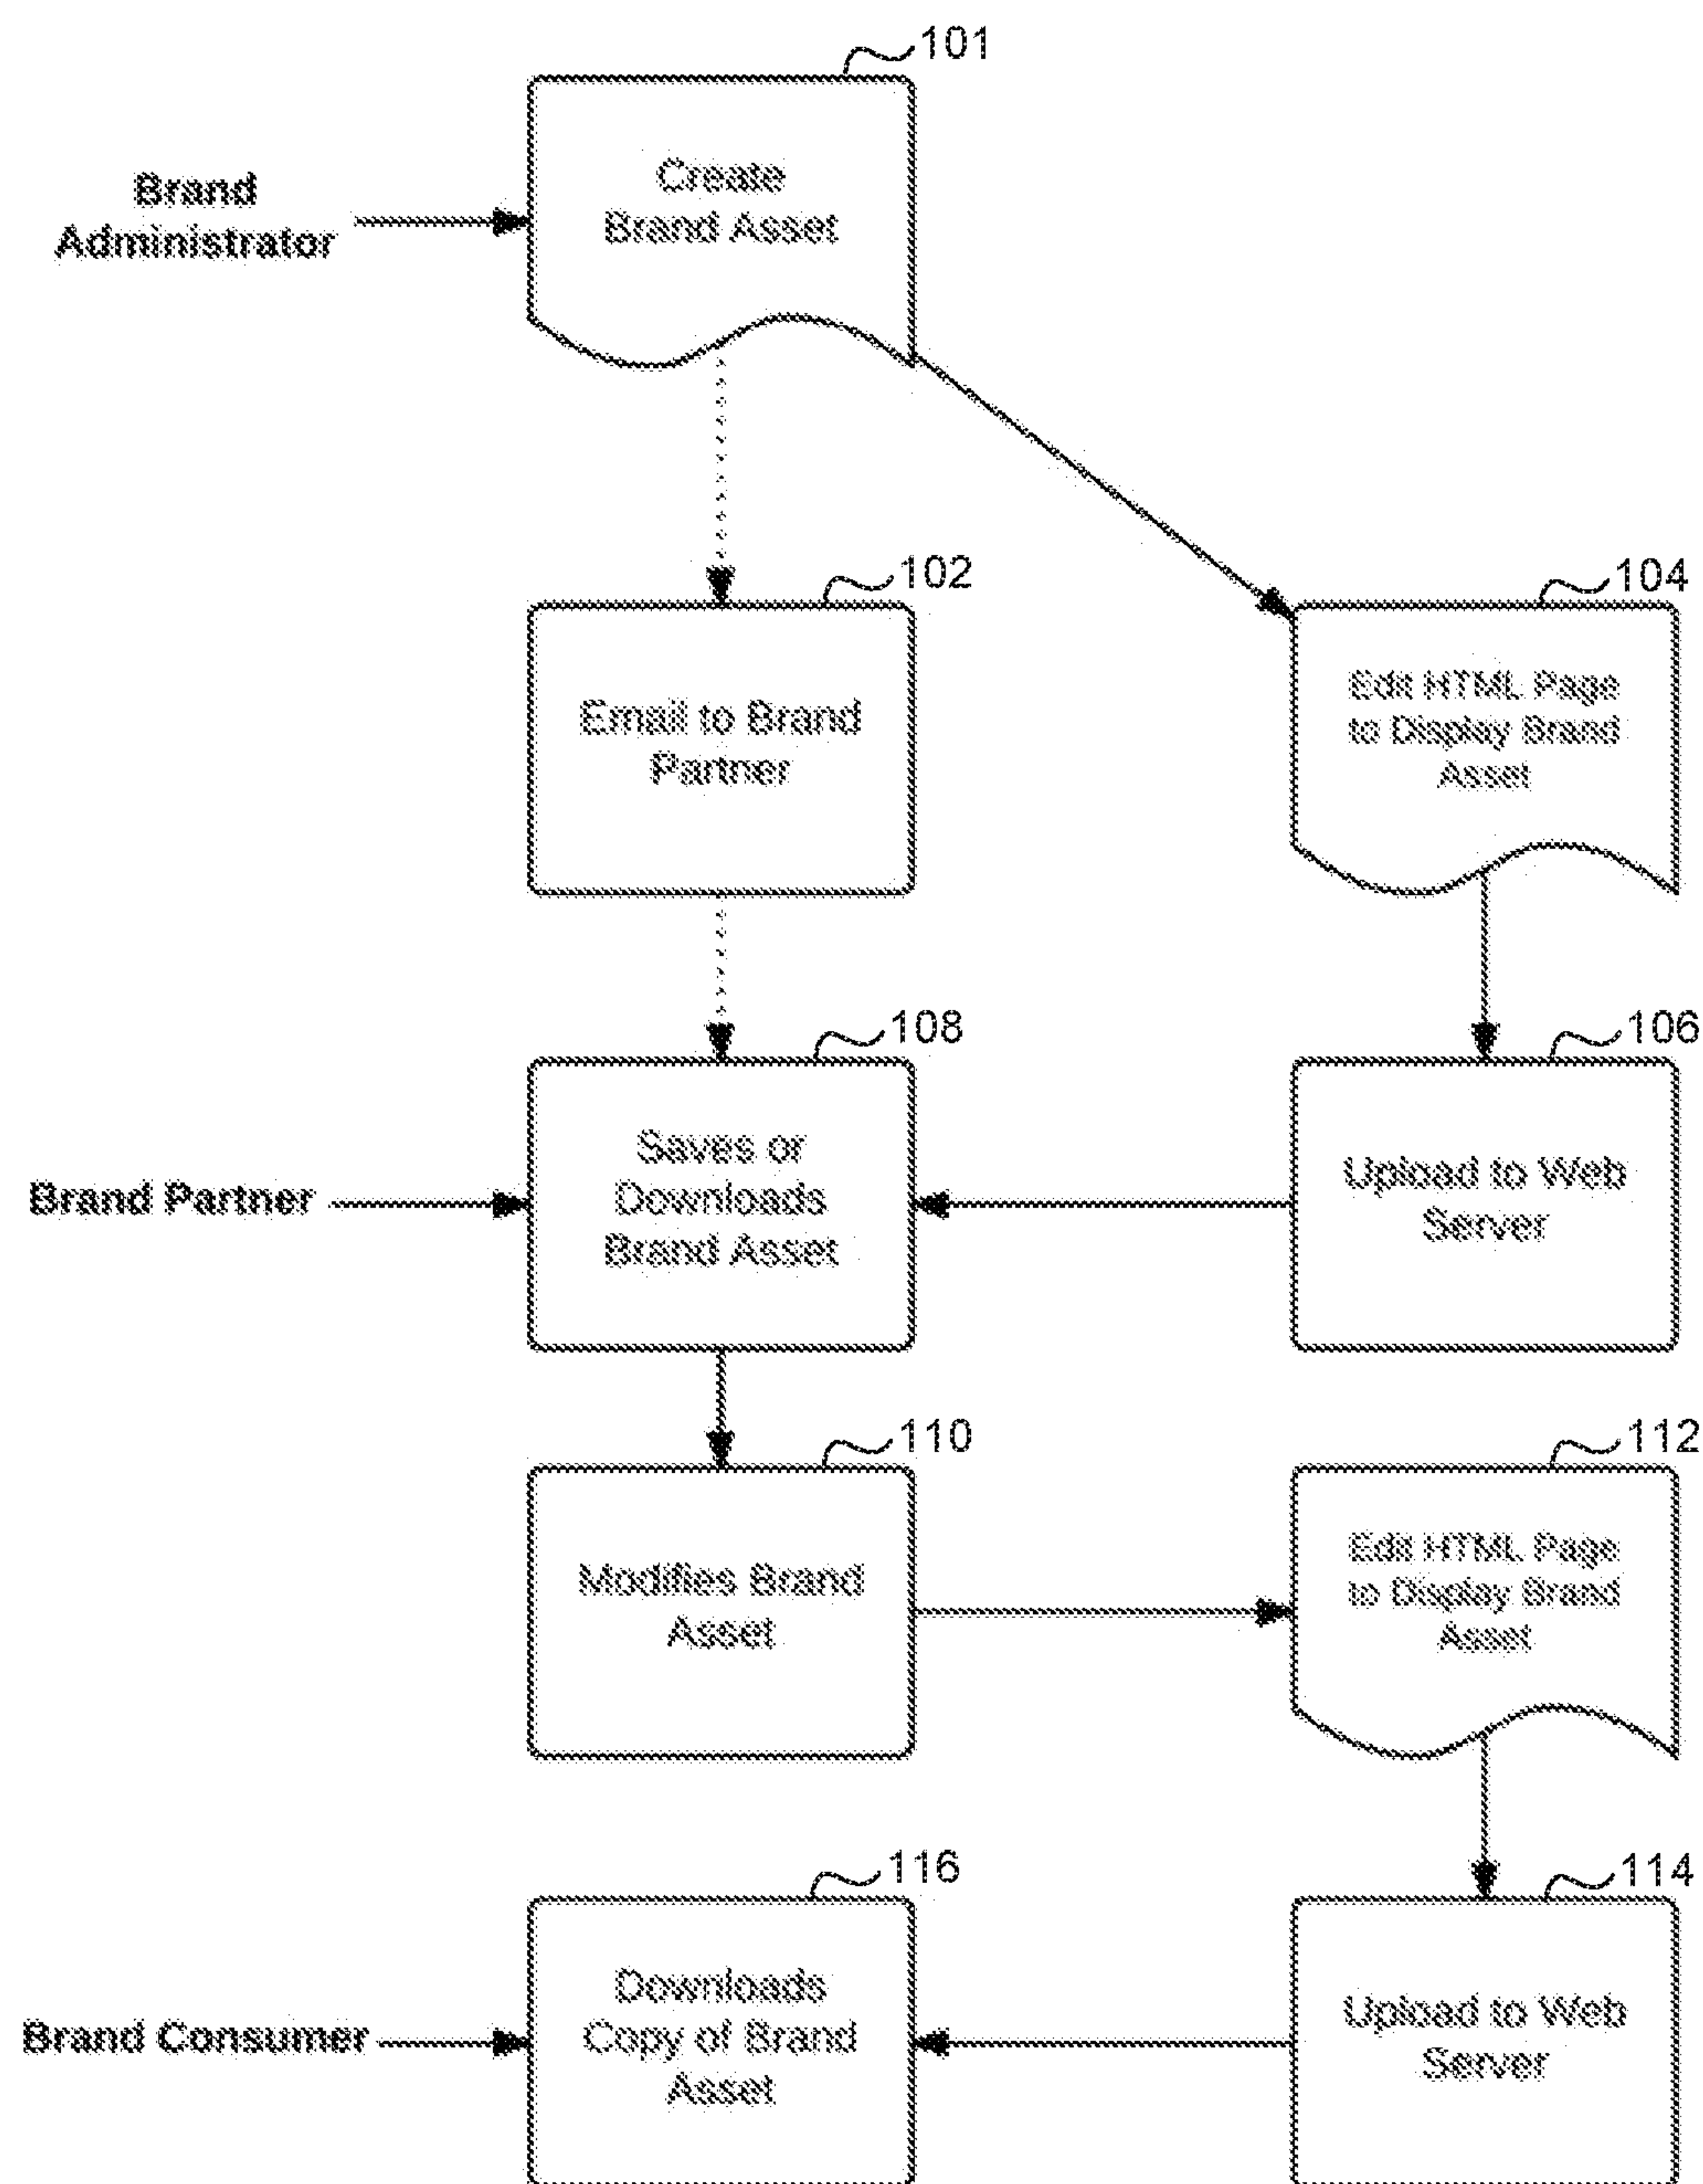 101
Brand
Administrator
Create
Brand Asset
102
104
Email to Brand
Partner
Edit HTML Page
to Display Brand
Asset
108
106
Brand Partner
Saves or
Downloads
Brand Asset
Upload to Web
Server
110
112
Modifies Brand
Asset
Edit HTML Page
to Display Brand
Asset
116
114
Brand Consumer
Downloads
Copy of Brand
Asset
Upload to Web
Server